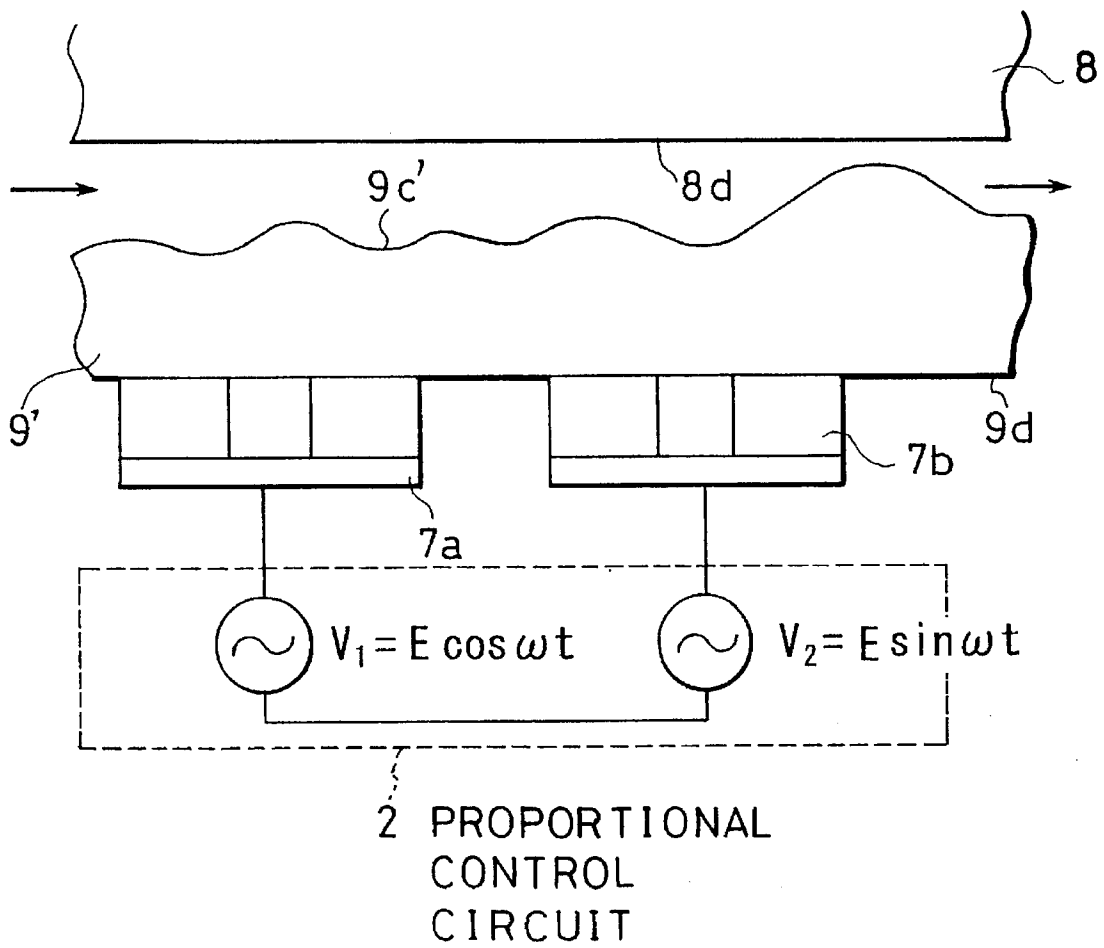 8
9c'
8d
9'
9d
7b
7a
V₁ = E cos ωt
V₂ = E sin ωt
2 PROPORTIONAL
CONTROL
CIRCUIT